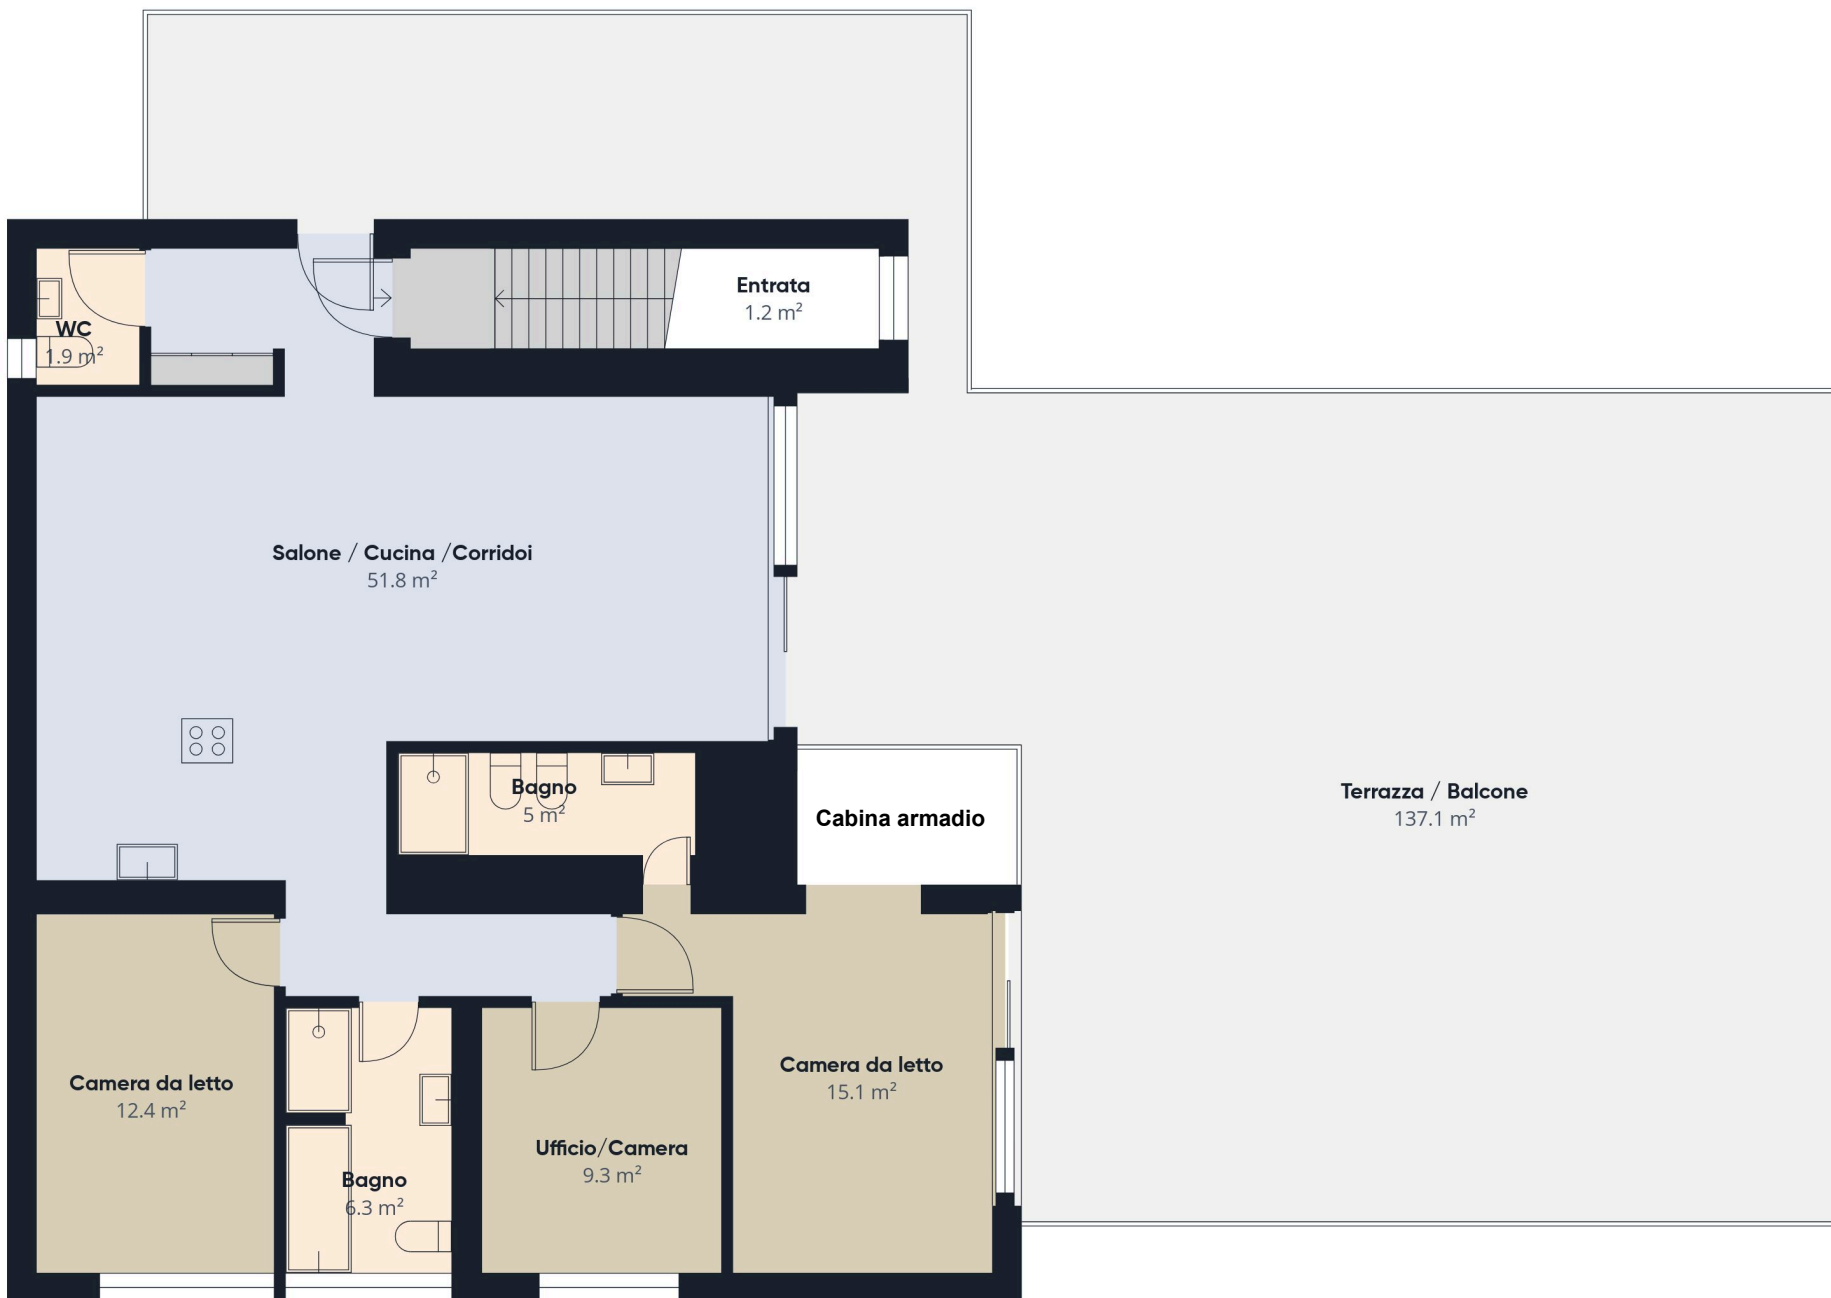 Entrata
1.2 m²
WC
1.9 m²
Salone / Cucina /Corridoi
51.8 m²
Bagno
5 m²
Cabina armadio
Terrazza / Balcone
137.1 m²
Camera da letto
12.4 m²
Camera da letto
15.1 m²
Ufficio/Camera
9.3 m²
Bagno
6.3 m²